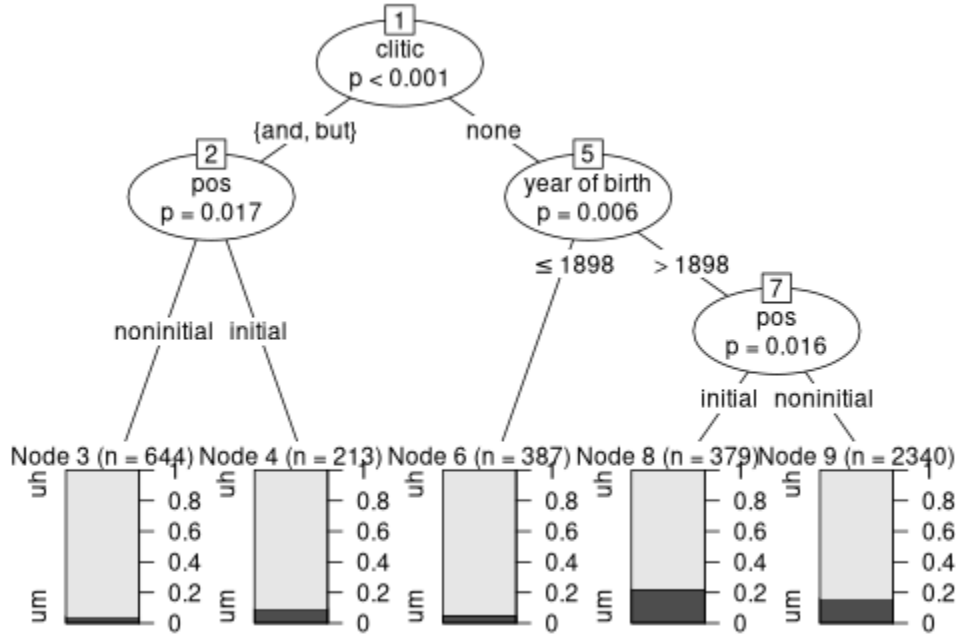 1
clitic
p < 0.001
{and, but}
none
2
pos
p = 0.017
5
year of birth
p = 0.006
≤ 1898
> 1898
7
pos
p = 0.016
noninitial
initial
initial
noninitial
Node 3 (n = 644)
Node 4 (n = 213)
Node 6 (n = 387)
Node 8 (n = 379)
Node 9 (n = 2340)
uh
um
1
0.8
0.6
0.4
0.2
0
uh
um
1
0.8
0.6
0.4
0.2
0
uh
um
1
0.8
0.6
0.4
0.2
0
uh
um
1
0.8
0.6
0.4
0.2
0
uh
um
1
0.8
0.6
0.4
0.2
0